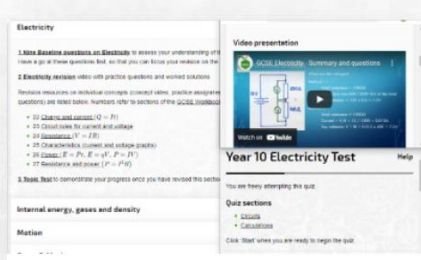 Electricity
1 Nine Baseline questions on Electricity to assess your understanding of t
Have a go at these questions first, so that you can focus your revision on the
2 Electricity revision video with practice questions and worked solutions
Revision resources on individual concepts (concept video, practice assignme
questions) are listed below. Numbers refer to sections of the GCSE Workboo
22 Charge and current (Q = It)
23 Circuit rules for current and voltage
24 Resistance (V = IR)
25 Characteristics (current and voltage graphs)
26 Power (E = Pt, E = qV, P = IV)
27 Resistance and power (P = I²R)
3 Topic Test to demonstrate your progress once you have revised this section
Internal energy, gases and density
Motion
Video presentation
GCSE Electricity Summary and questions
Watch on YouTube
Year 10 Electricity Test
Help
You are freely attempting this quiz.
Quiz sections
Circuits
Calculations
Click 'Start' when you are ready to begin the quiz.